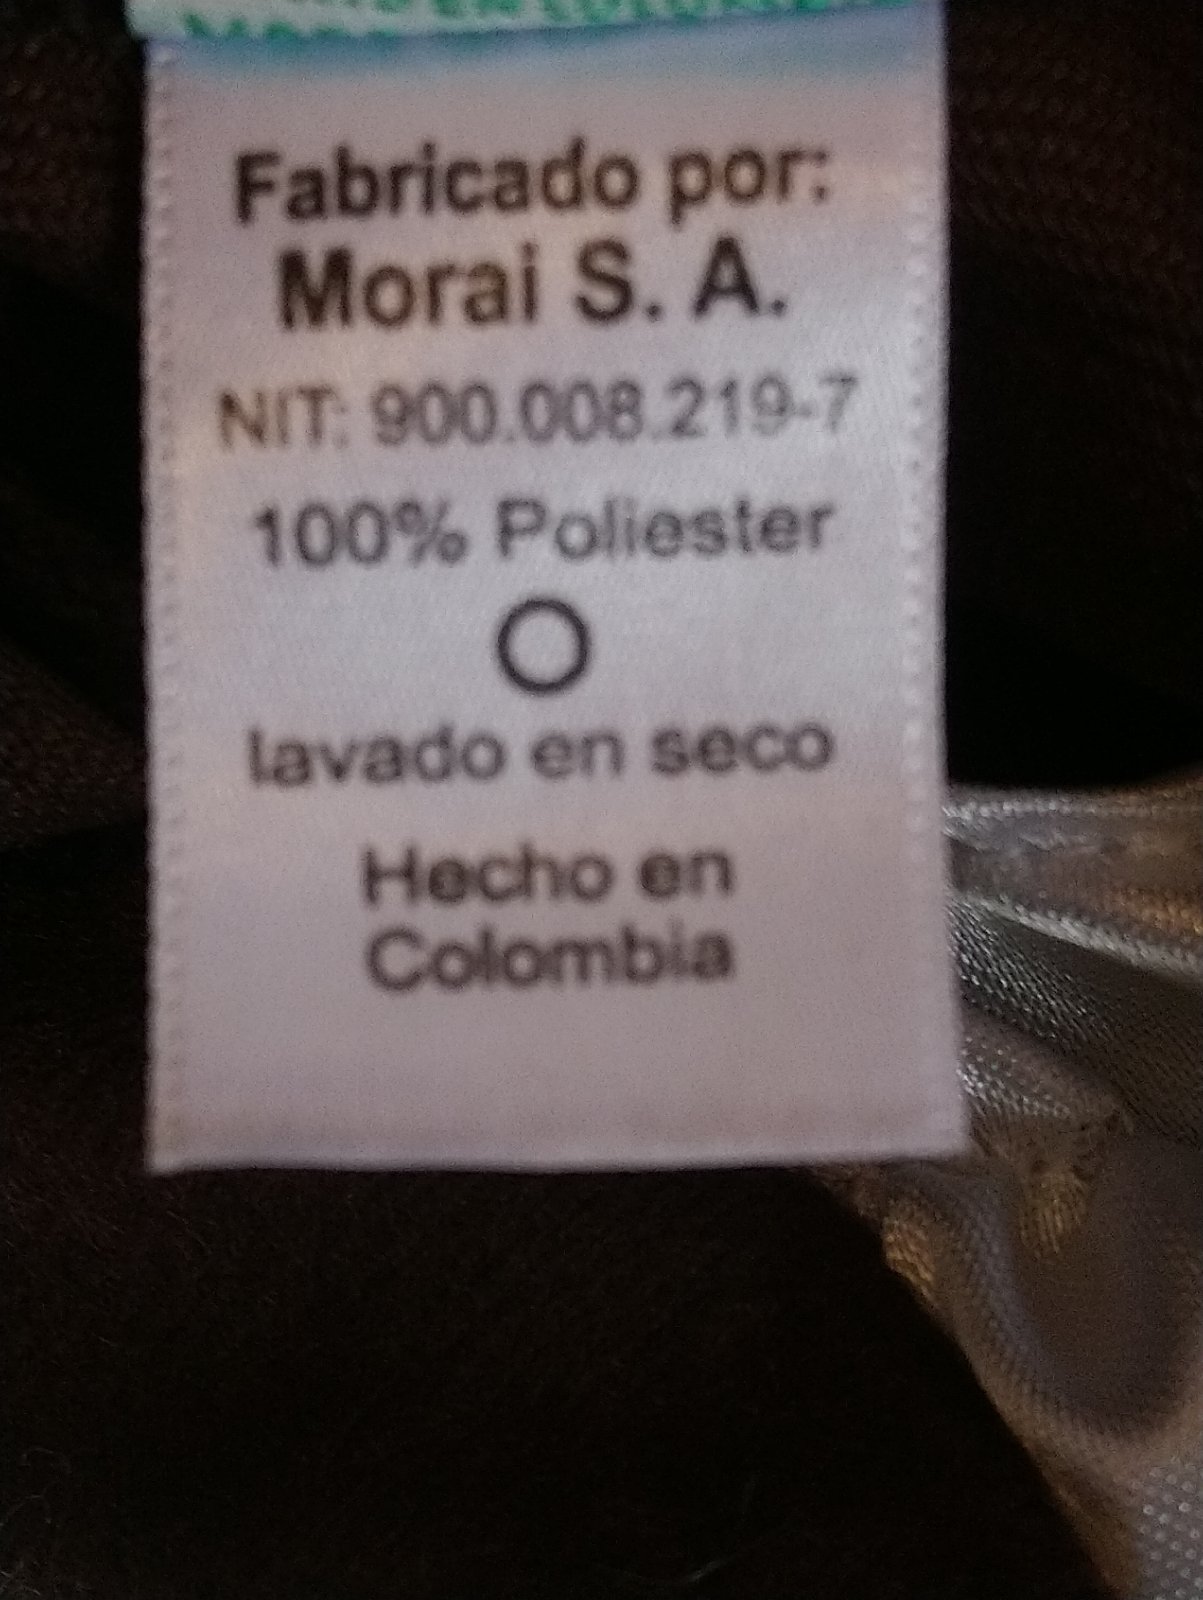 Fabricado por:
Morai S. A.
NIT: 900.008.219-7
100% Poliester
lavado en seco
Hecho en
Colombia